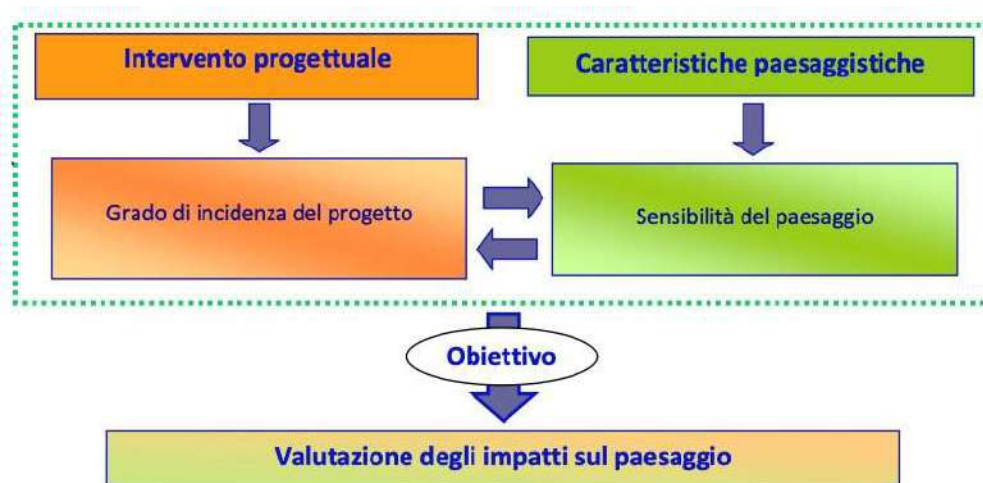 Intervento progettuale
Caratteristiche paesaggistiche
Grado di incidenza del progetto
Sensibilità del paesaggio
Obiettivo
Valutazione degli impatti sul paesaggio